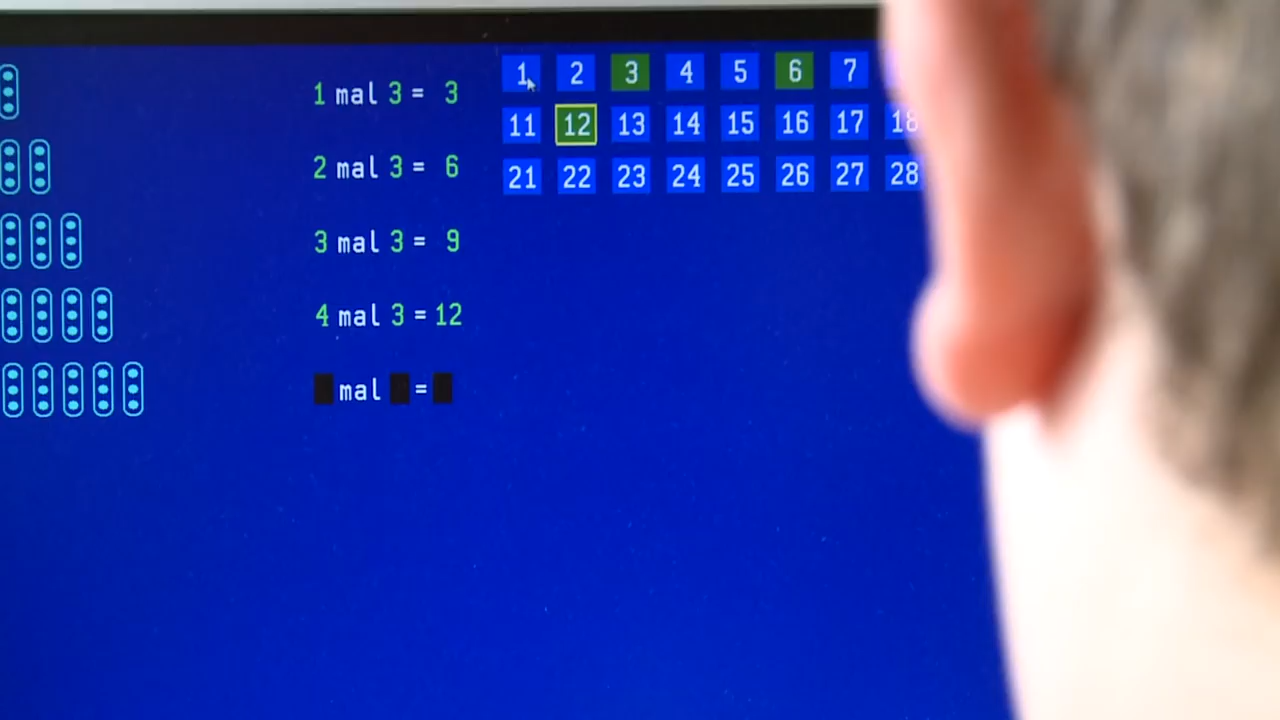 1 mal 3 = 3
2 mal 3 = 6
3 mal 3 = 9
4 mal 3 = 12
mal =
1 2 3 4 5 6 7
11 12 13 14 15 16 17 18
21 22 23 24 25 26 27 28